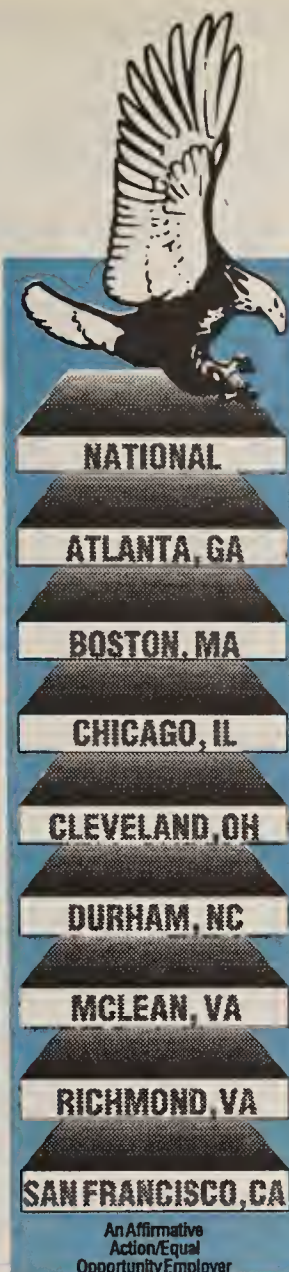 NATIONAL
ATLANTA, GA
BOSTON, MA
CHICAGO, IL
CLEVELAND, OH
DURHAM, NC
MCLEAN, VA
RICHMOND, VA
SAN FRANCISCO, CA
An Affirmative
Action/Equal
Opportunity Employer